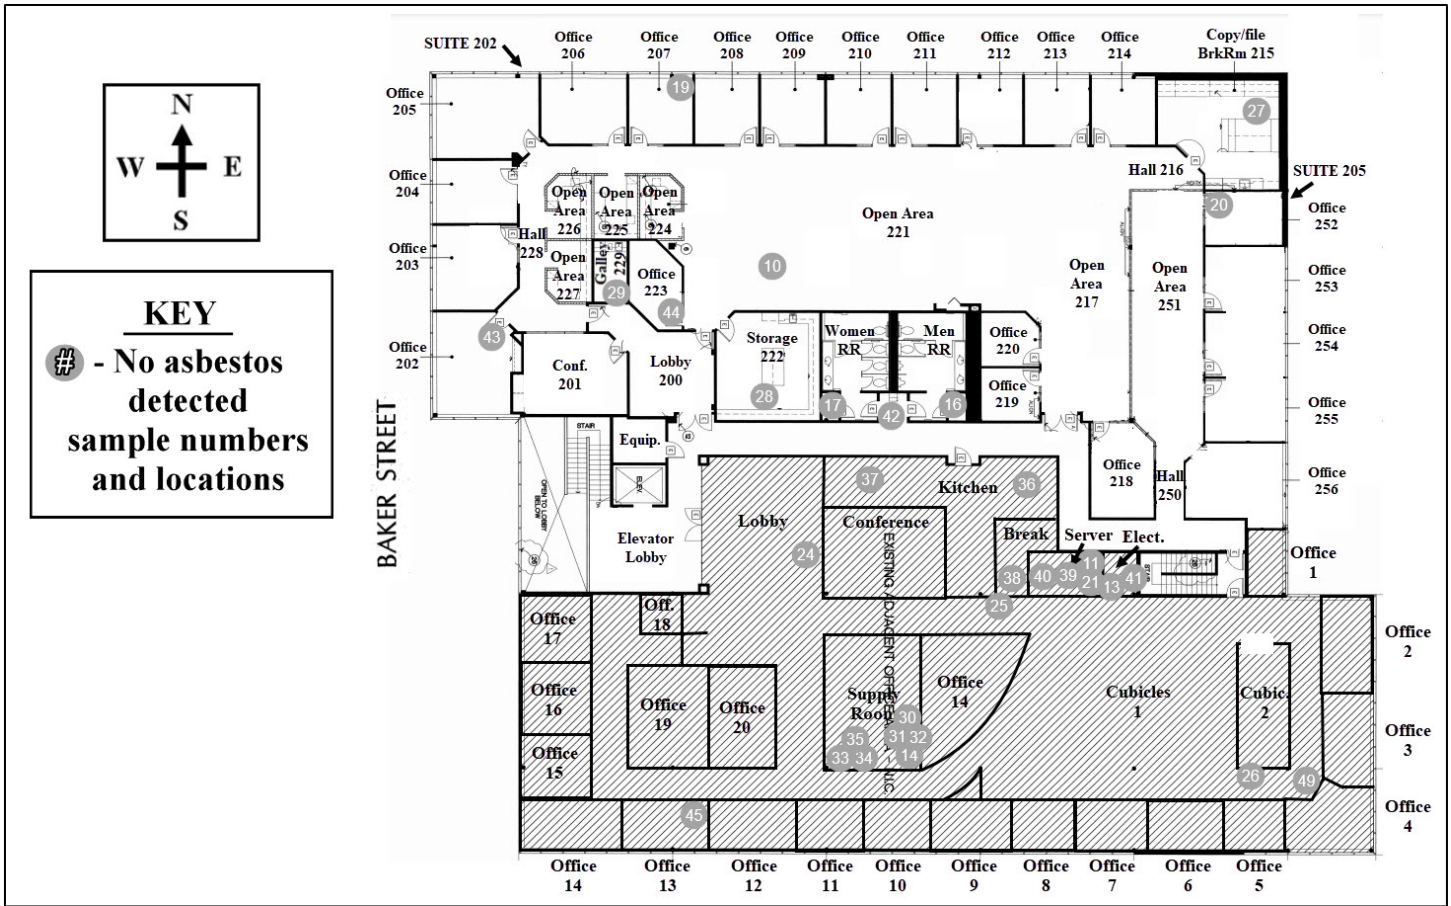 SUITE 202
Office
206
Office
207
Office
208
Office
209
Office
210
Office
211
Office
212
Office
213
Office
214
Copy/file
BrkRm 215
N
W
E
S
Office
205
19
27
Office
204
Hall 216
SUITE 205
Open
Area
226
Open
Area
225
Open
Area
224
20
Office
252
Open Area
221
Hall
228
Office
203
Open
Area
227
Galley
229
Office
223
10
Open
Area
217
Open
Area
251
Office
253
29
44
KEY
# - No asbestos
detected
sample numbers
and locations
43
Office
202
Conf.
201
Lobby
200
Storage
222
Women
RR
Men
RR
Office
220
Office
254
28
17
42
16
Office
219
Office
255
BAKER STREET
STAIR
Equip.
ELEV.
OPEN TO LOBBY
BELOW
Office
218
Hall
250
Office
256
37
36
Kitchen
Lobby
Conference
Elevator
Lobby
Break
Server
Elect.
24
11
38
40
39
21
13
41
STAIR
Office
1
25
EXISTING ADJACENT OFFICE AREA - N.I.C.
Office
17
Off.
18
Office
2
Office
16
Office
19
Office
20
Supply
Room
Office
14
Cubicles
1
Cubic.
2
30
35
31
32
33
34
14
Office
3
Office
15
26
49
45
Office
4
Office
14
Office
13
Office
12
Office
11
Office
10
Office
9
Office
8
Office
7
Office
6
Office
5